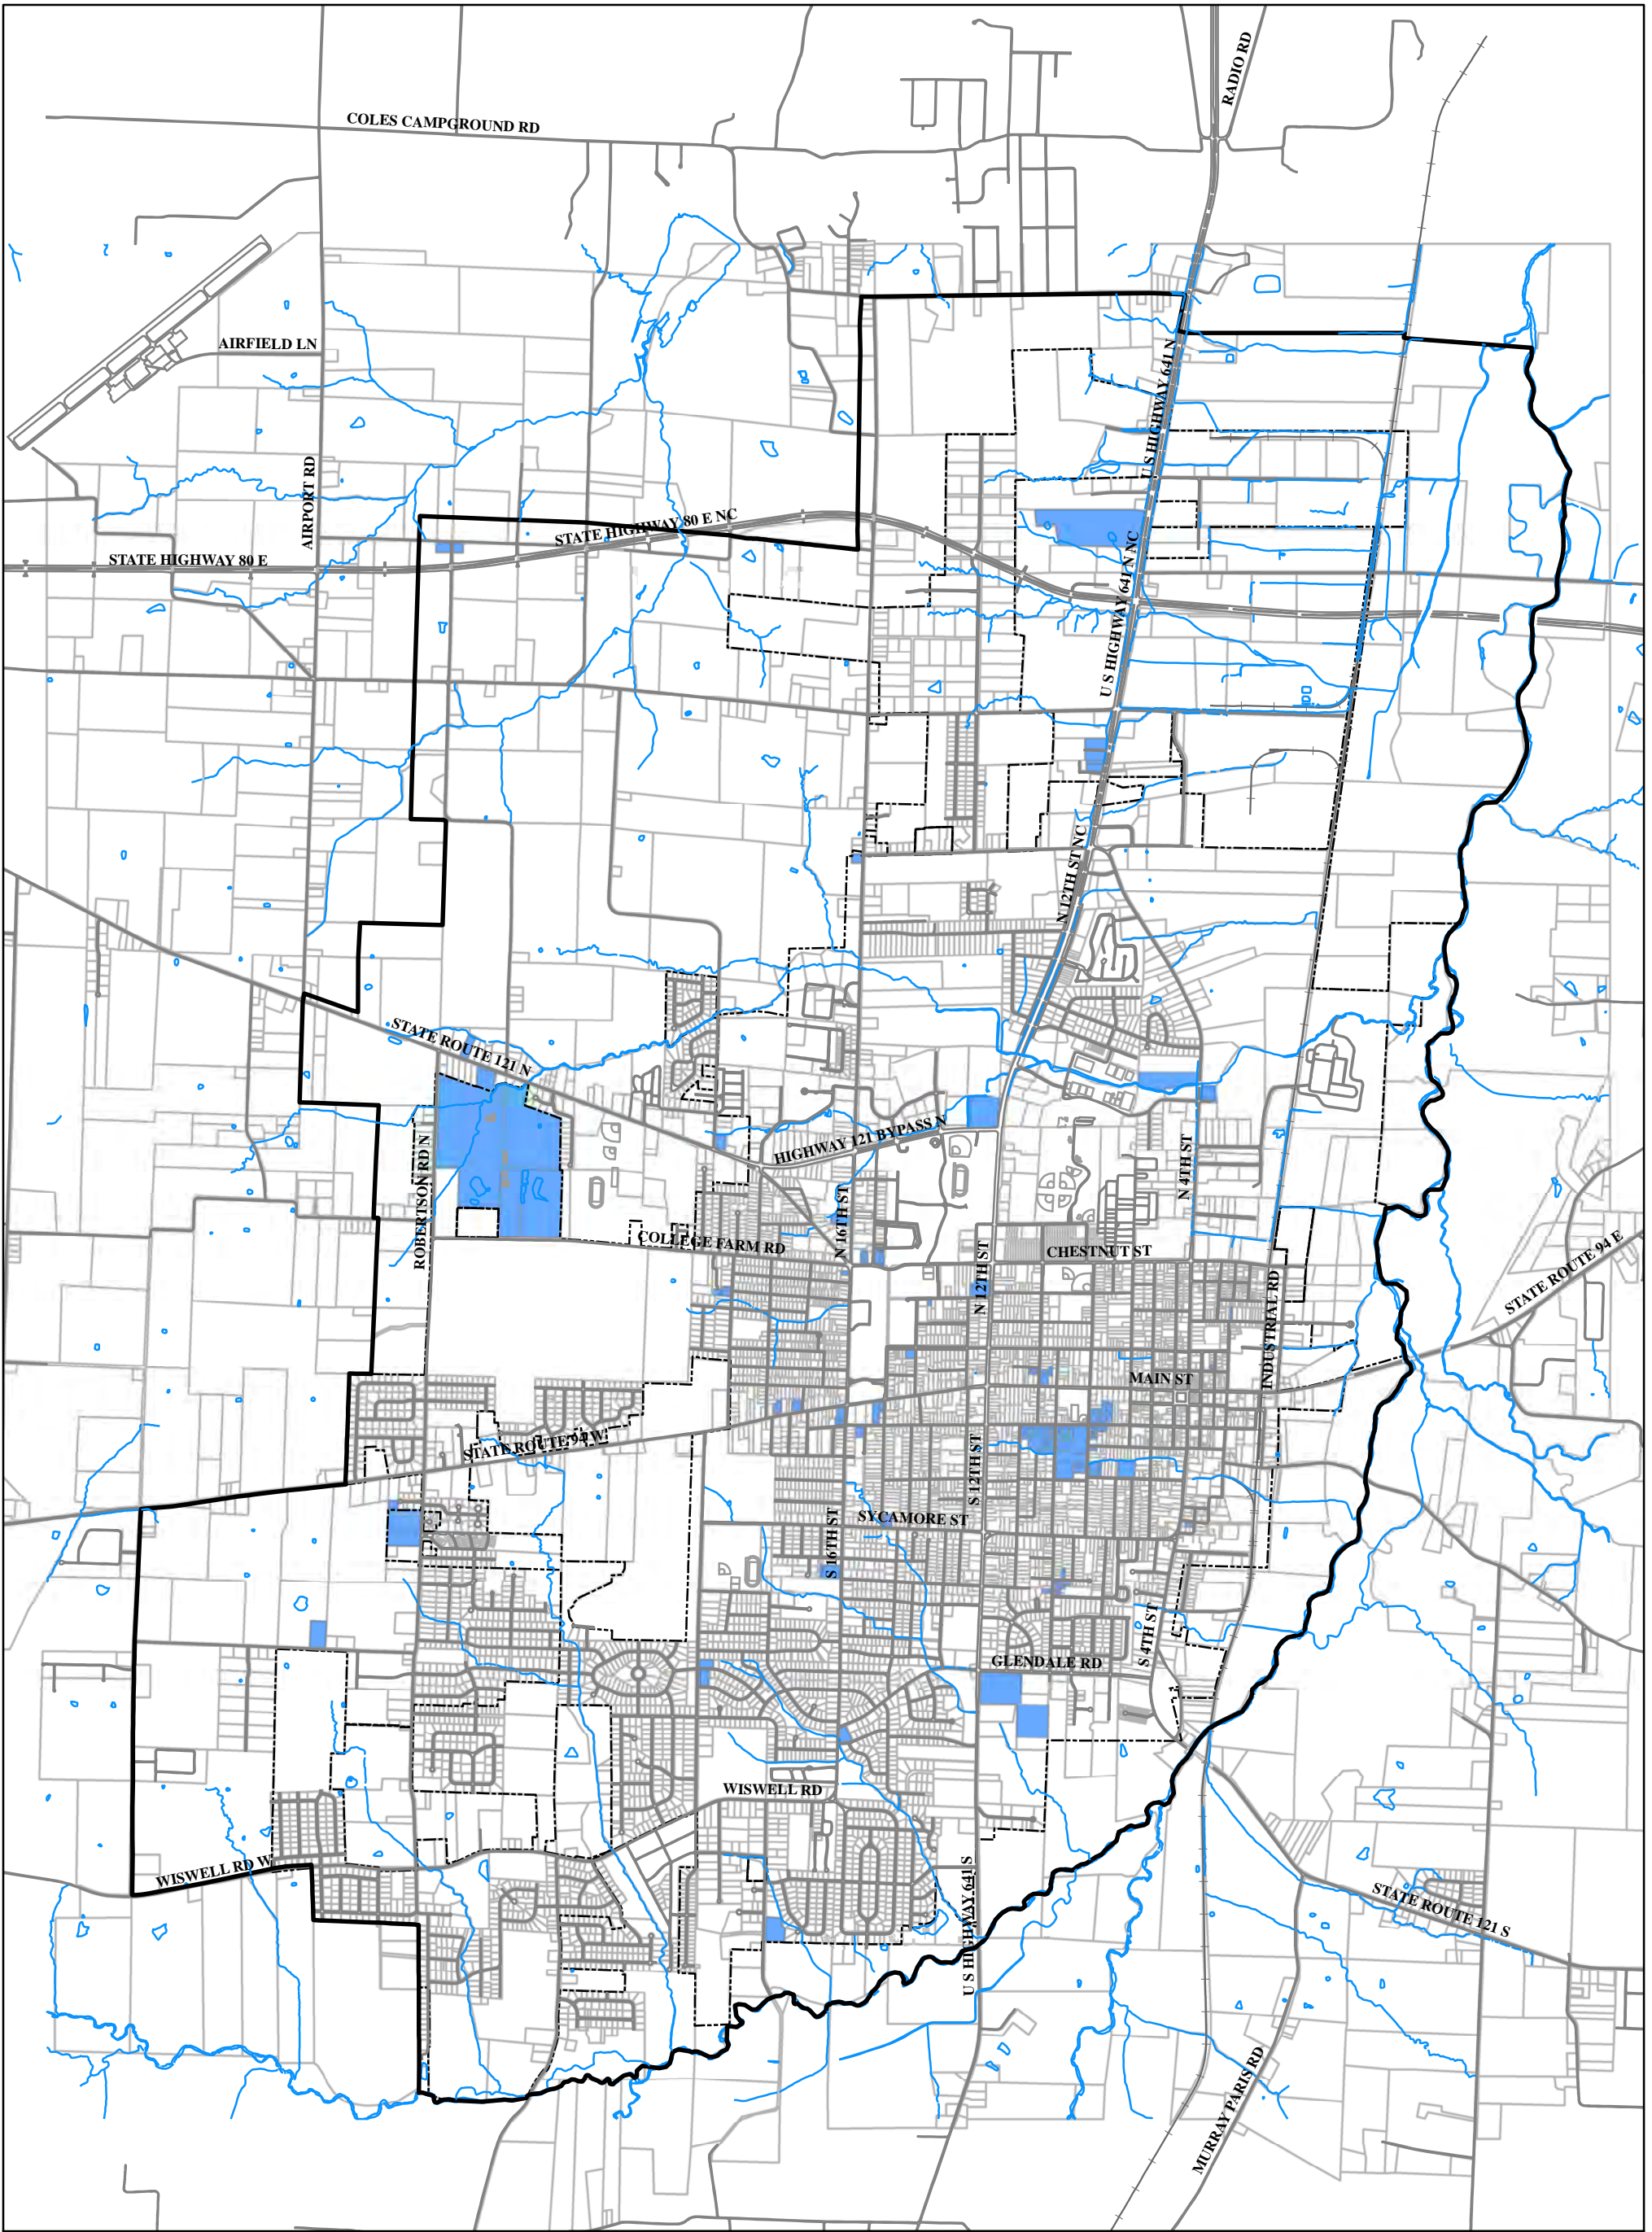 RADIO RD
COLES CAMPGROUND RD
AIRFIELD LN
U S HIGHWAY 641 N
AIRPORT RD
STATE HIGHWAY 80 E NC
STATE HIGHWAY 80 E
U S HIGHWAY 641 N NC
N 12TH ST NC
STATE ROUTE 121 N
HIGHWAY 121 BYPASS N
ROBERTSON RD N
N 4TH ST
N 16TH ST
COLLEGE FARM RD
CHESTNUT ST
N 12TH ST
STATE ROUTE 94 E
INDUSTRIAL RD
MAIN ST
STATE ROUTE 94 W
S 12TH ST
SYCAMORE ST
S 16TH ST
S 4TH ST
GLENDALE RD
WISWELL RD
WISWELL RD W
U S HIGHWAY 641 S
STATE ROUTE 121 S
MURRAY PARIS RD